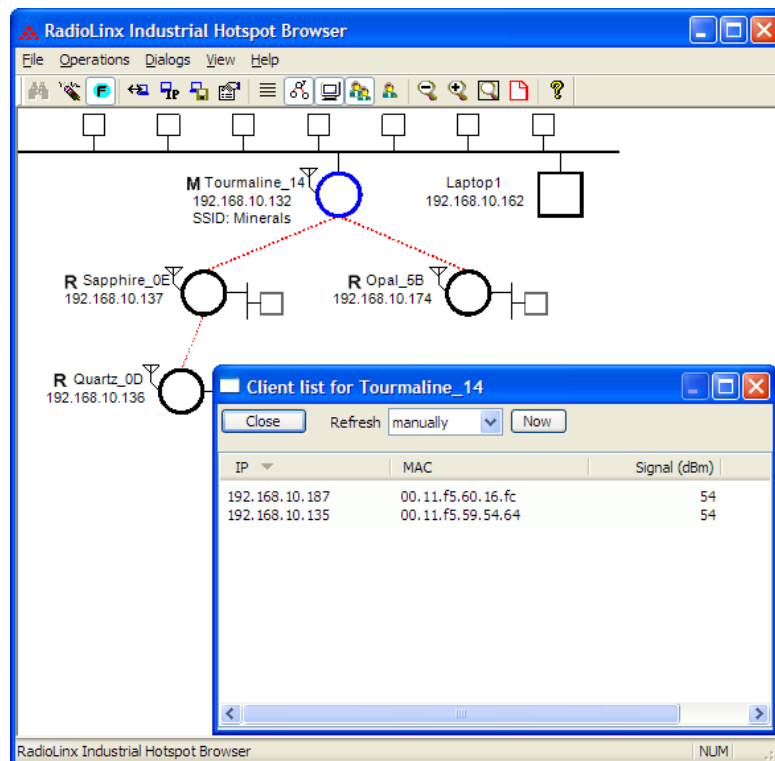 RadioLinx Industrial Hotspot Browser
File Operations Dialogs View Help
F IP ?
M Tourmaline_14
192.168.10.132
SSID: Minerals
Laptop1
192.168.10.162
R Sapphire_0E
192.168.10.137
R Opal_5B
192.168.10.174
R Quartz_0D
192.168.10.136
Client list for Tourmaline_14
Close Refresh manually Now
IP MAC Signal (dBm)
192.168.10.187 00.11.f5.60.16.fc 54
192.168.10.135 00.11.f5.59.54.64 54
RadioLinx Industrial Hotspot Browser NUM